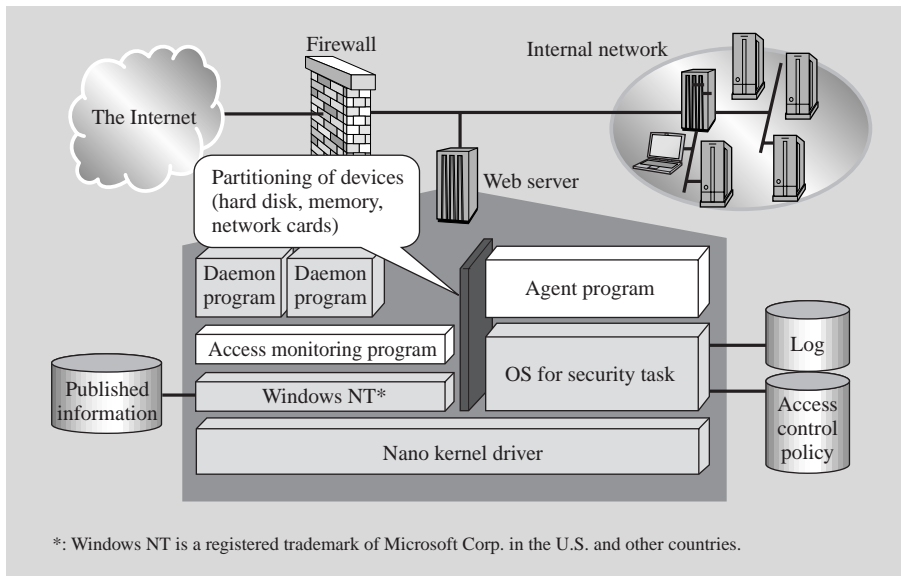 Firewall
Internal network
The Internet
Partitioning of devices
(hard disk, memory,
network cards)
Web server
Daemon
program
Daemon
program
Agent program
Access monitoring program
OS for security task
Log
Published
information
Windows NT*
Access
control
policy
Nano kernel driver
*: Windows NT is a registered trademark of Microsoft Corp. in the U.S. and other countries.